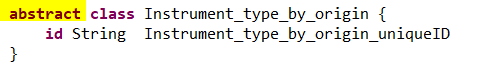 abstract class Instrument_type_by_origin {
    id String  Instrument_type_by_origin_uniqueID
}